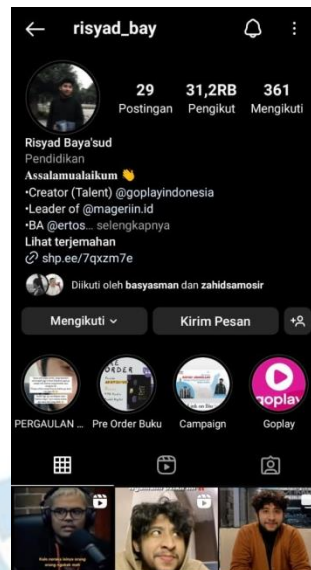 risyad_bay
29 31,2RB 361
Postingan Pengikut Mengikuti
Risyad Baya'sud
Pendidikan
Assalamualaikum 👋
•Creator (Talent) @goplayindonesia
•Leader of @mageriin.id
•BA @ertos... selengkapnya
Lihat terjemahan
shp.ee/7qxzm7e
Diikuti oleh basyasman dan zahidsamosir
Mengikuti
Kirim Pesan
ORDER
goplay
PERGAULAN ... Pre Order Buku Campaign Goplay